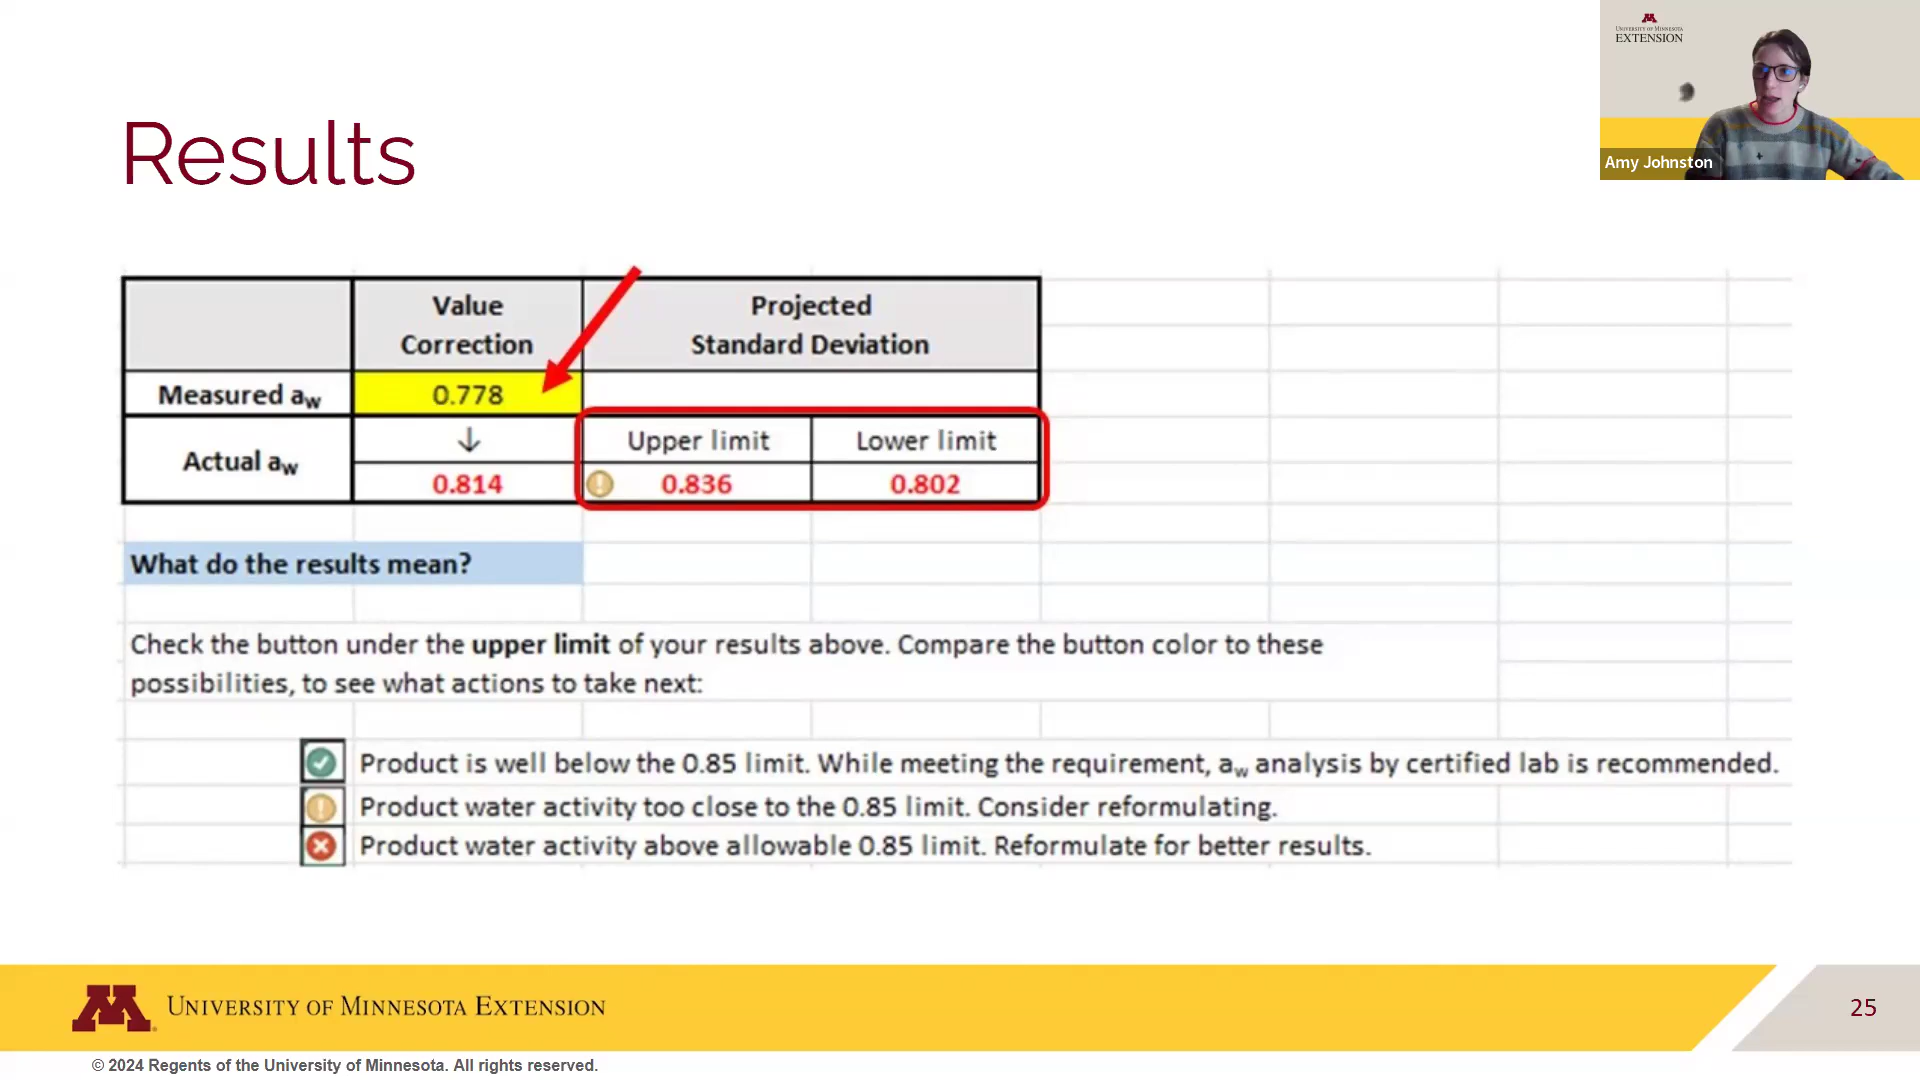 UNIVERSITY OF MINNESOTA
EXTENSION
Amy Johnston
Results
Value
Correction
Projected
Standard Deviation
Measured aw
0.778
Actual aw
↓
Upper limit
Lower limit
0.814
0.836
0.802
What do the results mean?
Check the button under the upper limit of your results above. Compare the button color to these
possibilities, to see what actions to take next:
Product is well below the 0.85 limit. While meeting the requirement, aw analysis by certified lab is recommended.
Product water activity too close to the 0.85 limit. Consider reformulating.
Product water activity above allowable 0.85 limit. Reformulate for better results.
UNIVERSITY OF MINNESOTA EXTENSION
25
© 2024 Regents of the University of Minnesota. All rights reserved.